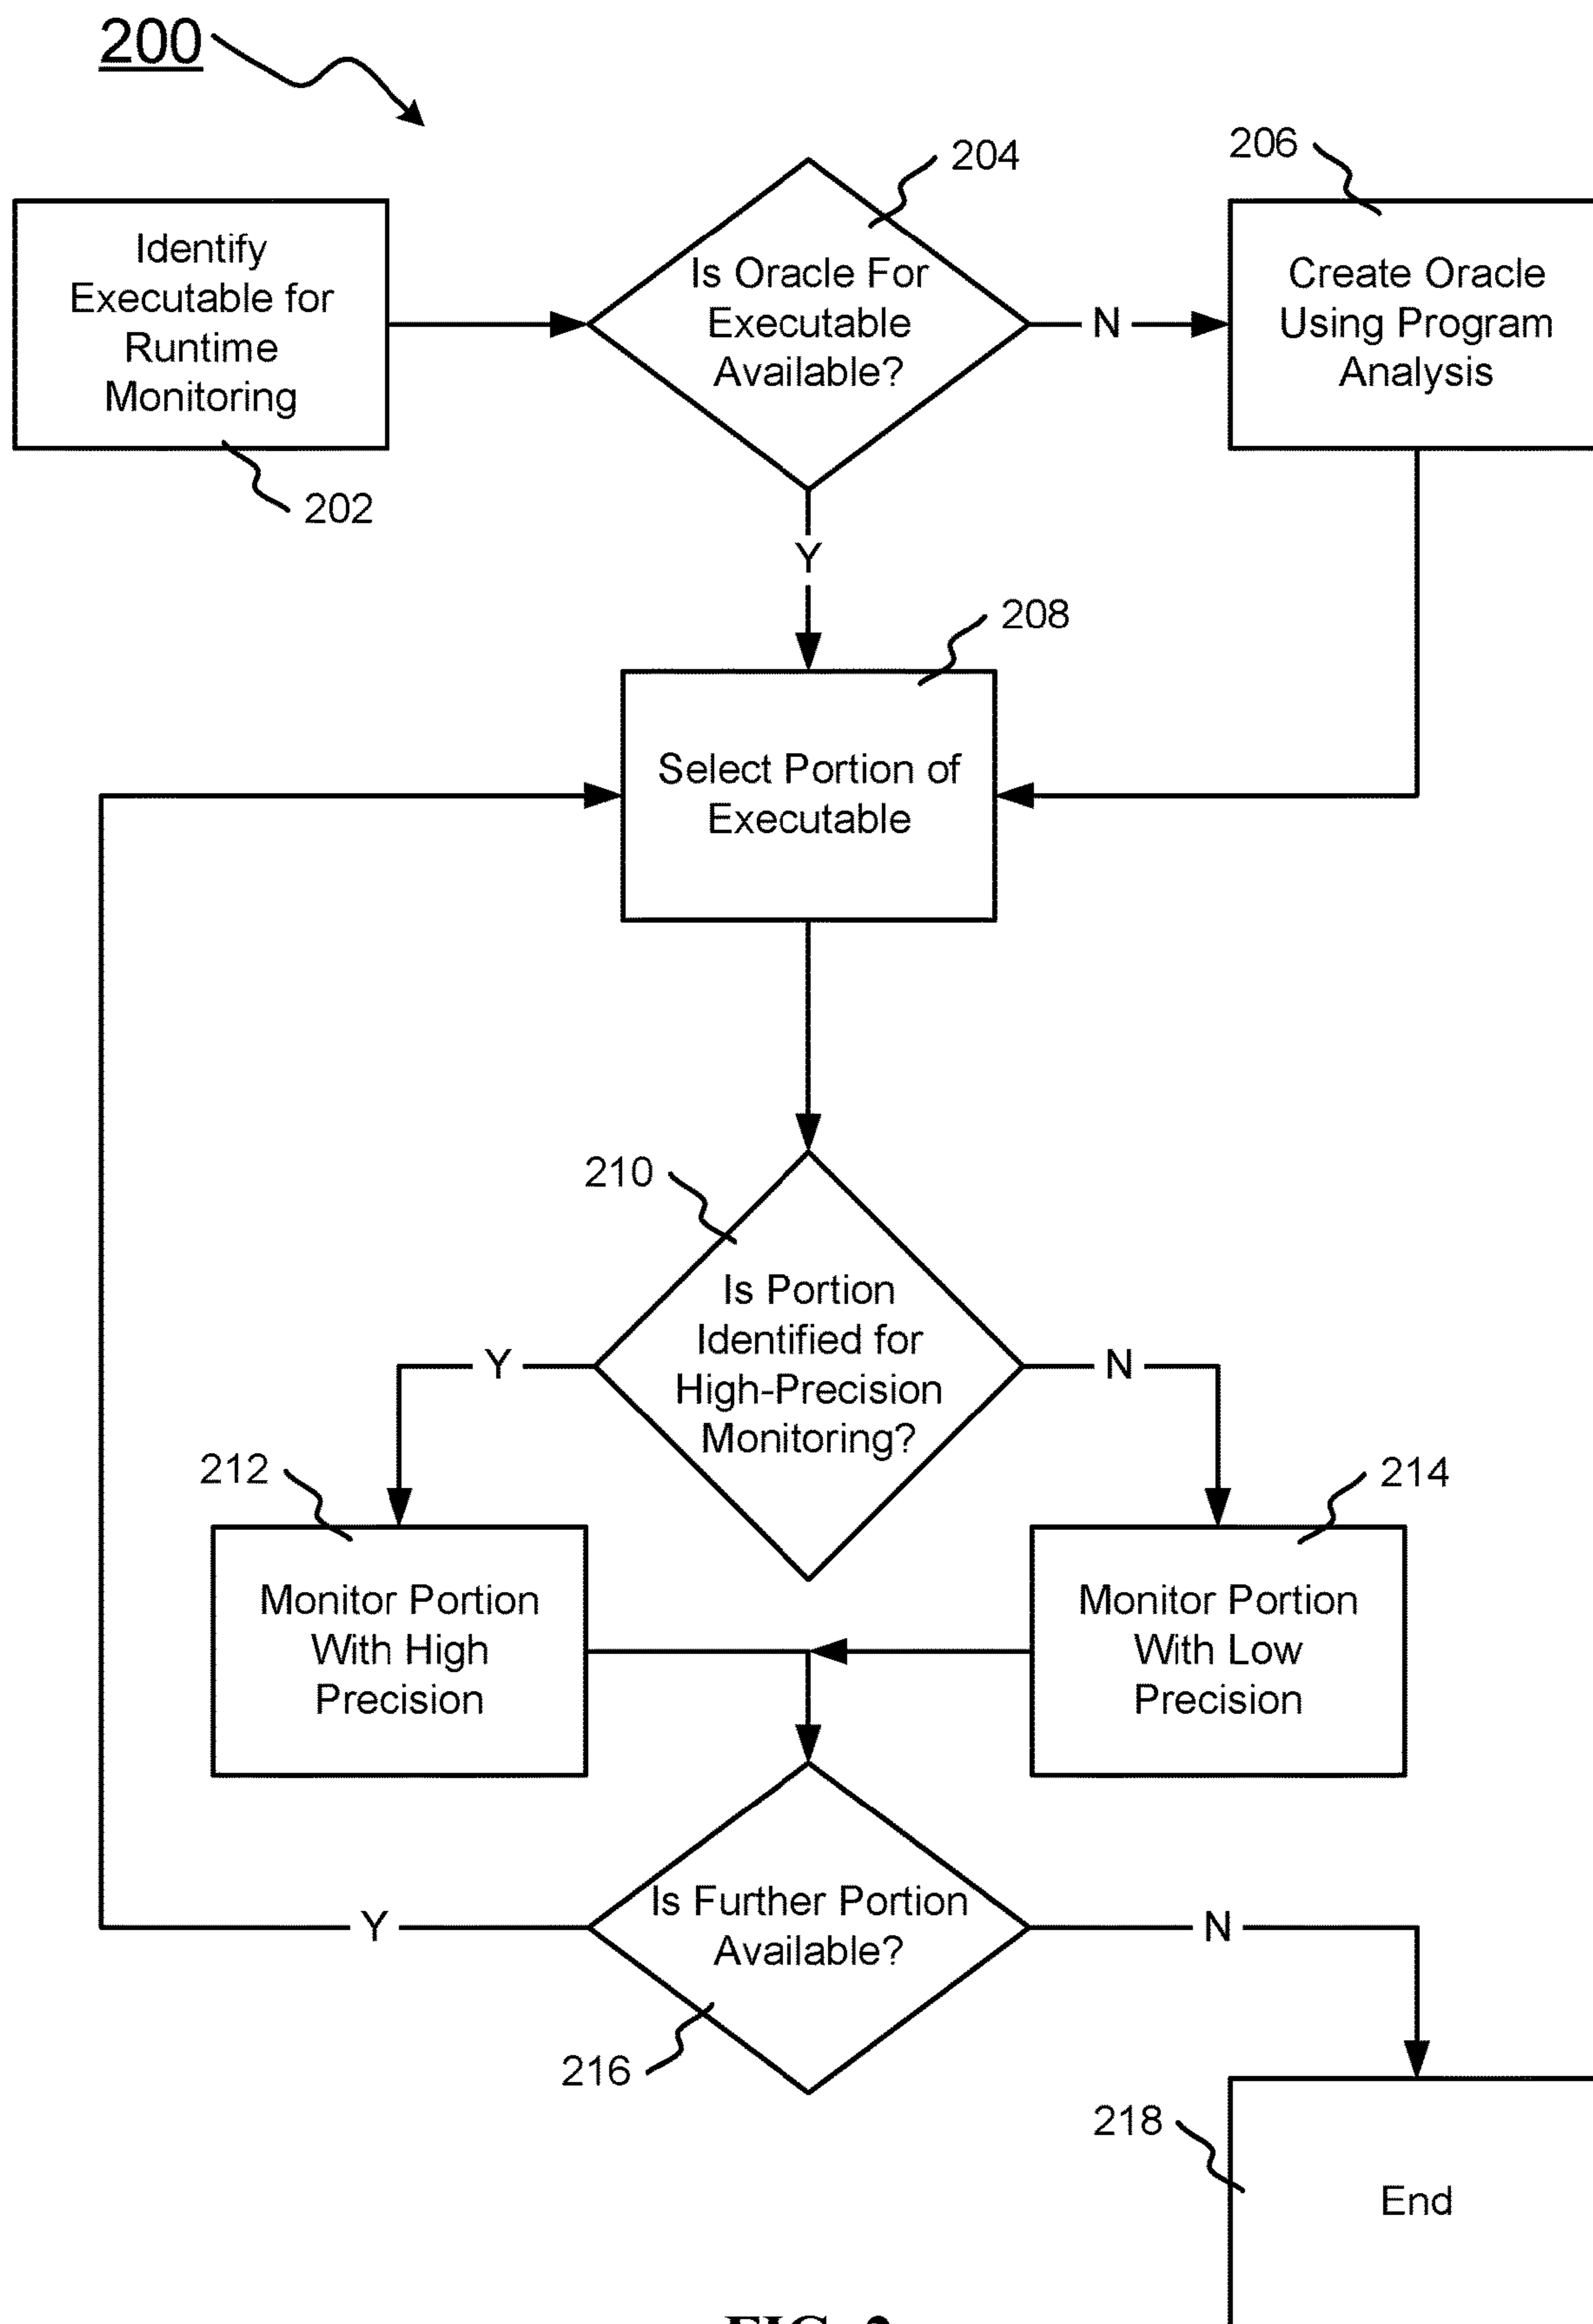 200
204
206
Identify
Executable for
Runtime
Monitoring
202
Is Oracle For
Executable
Available?
N
Create Oracle
Using Program
Analysis
Y
208
Select Portion of
Executable
210
Is Portion
Identified for
High-Precision
Monitoring?
Y
N
212
214
Monitor Portion
With High
Precision
Monitor Portion
With Low
Precision
Is Further Portion
Available?
Y
N
216
218
End
FIG. 2